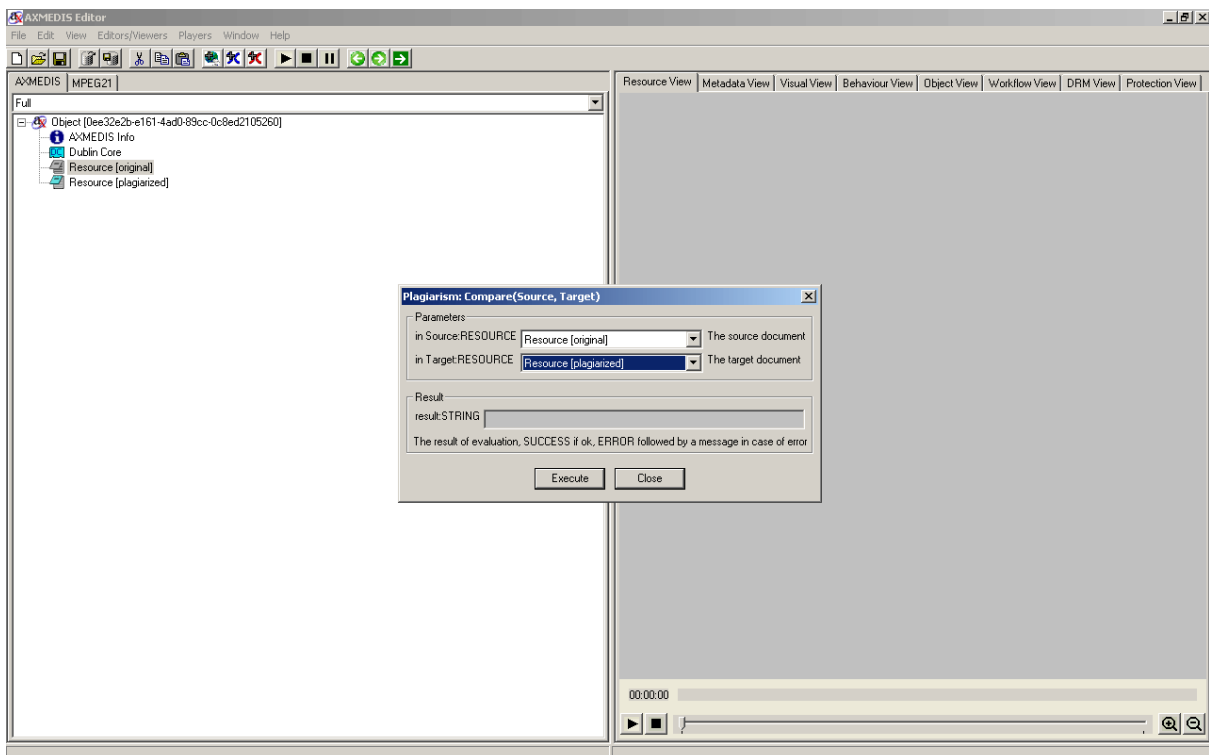 AXMEDIS Editor
File Edit View Editors/Viewers Players Window Help
AXMEDIS MPEG21
Full
Object [0ee32e2b-e161-4ad0-89cc-0c8ed2105260]
AXMEDIS Info
Dublin Core
Resource [original]
Resource [plagiarized]
Resource View Metadata View Visual View Behaviour View Object View Workflow View DRM View Protection View
Plagiarism: Compare(Source, Target)
Parameters
in Source:RESOURCE Resource [original] The source document
in Target:RESOURCE Resource [plagiarized] The target document
Result
result:STRING
The result of evaluation, SUCCESS if ok, ERROR followed by a message in case of error
Execute Close
00:00:00